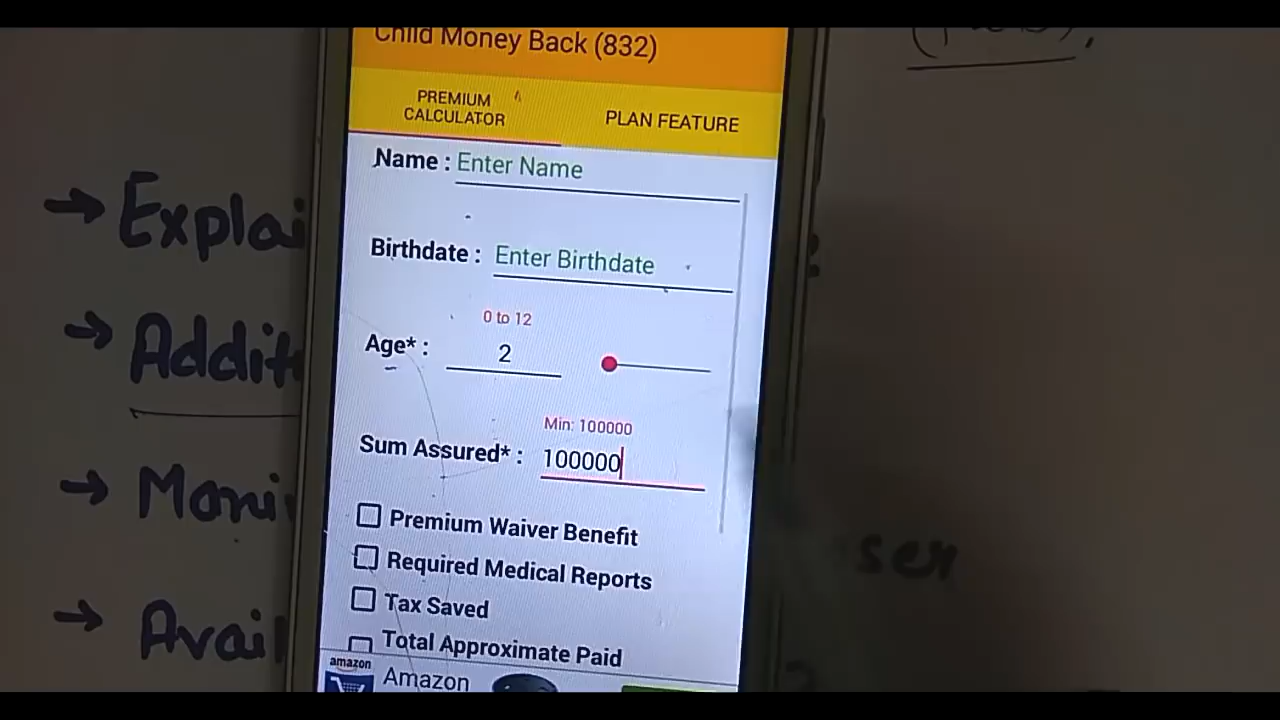 Child Money Back (832)
PREMIUM
CALCULATOR
PLAN FEATURE
Name : Enter Name
Birthdate : Enter Birthdate
0 to 12
Age* : 2
Min: 100000
Sum Assured* : 100000
Premium Waiver Benefit
Required Medical Reports
Tax Saved
Total Approximate Paid
amazon
Amazon
→ Explai
→ Addit
→ Moni
→ Avail
ser